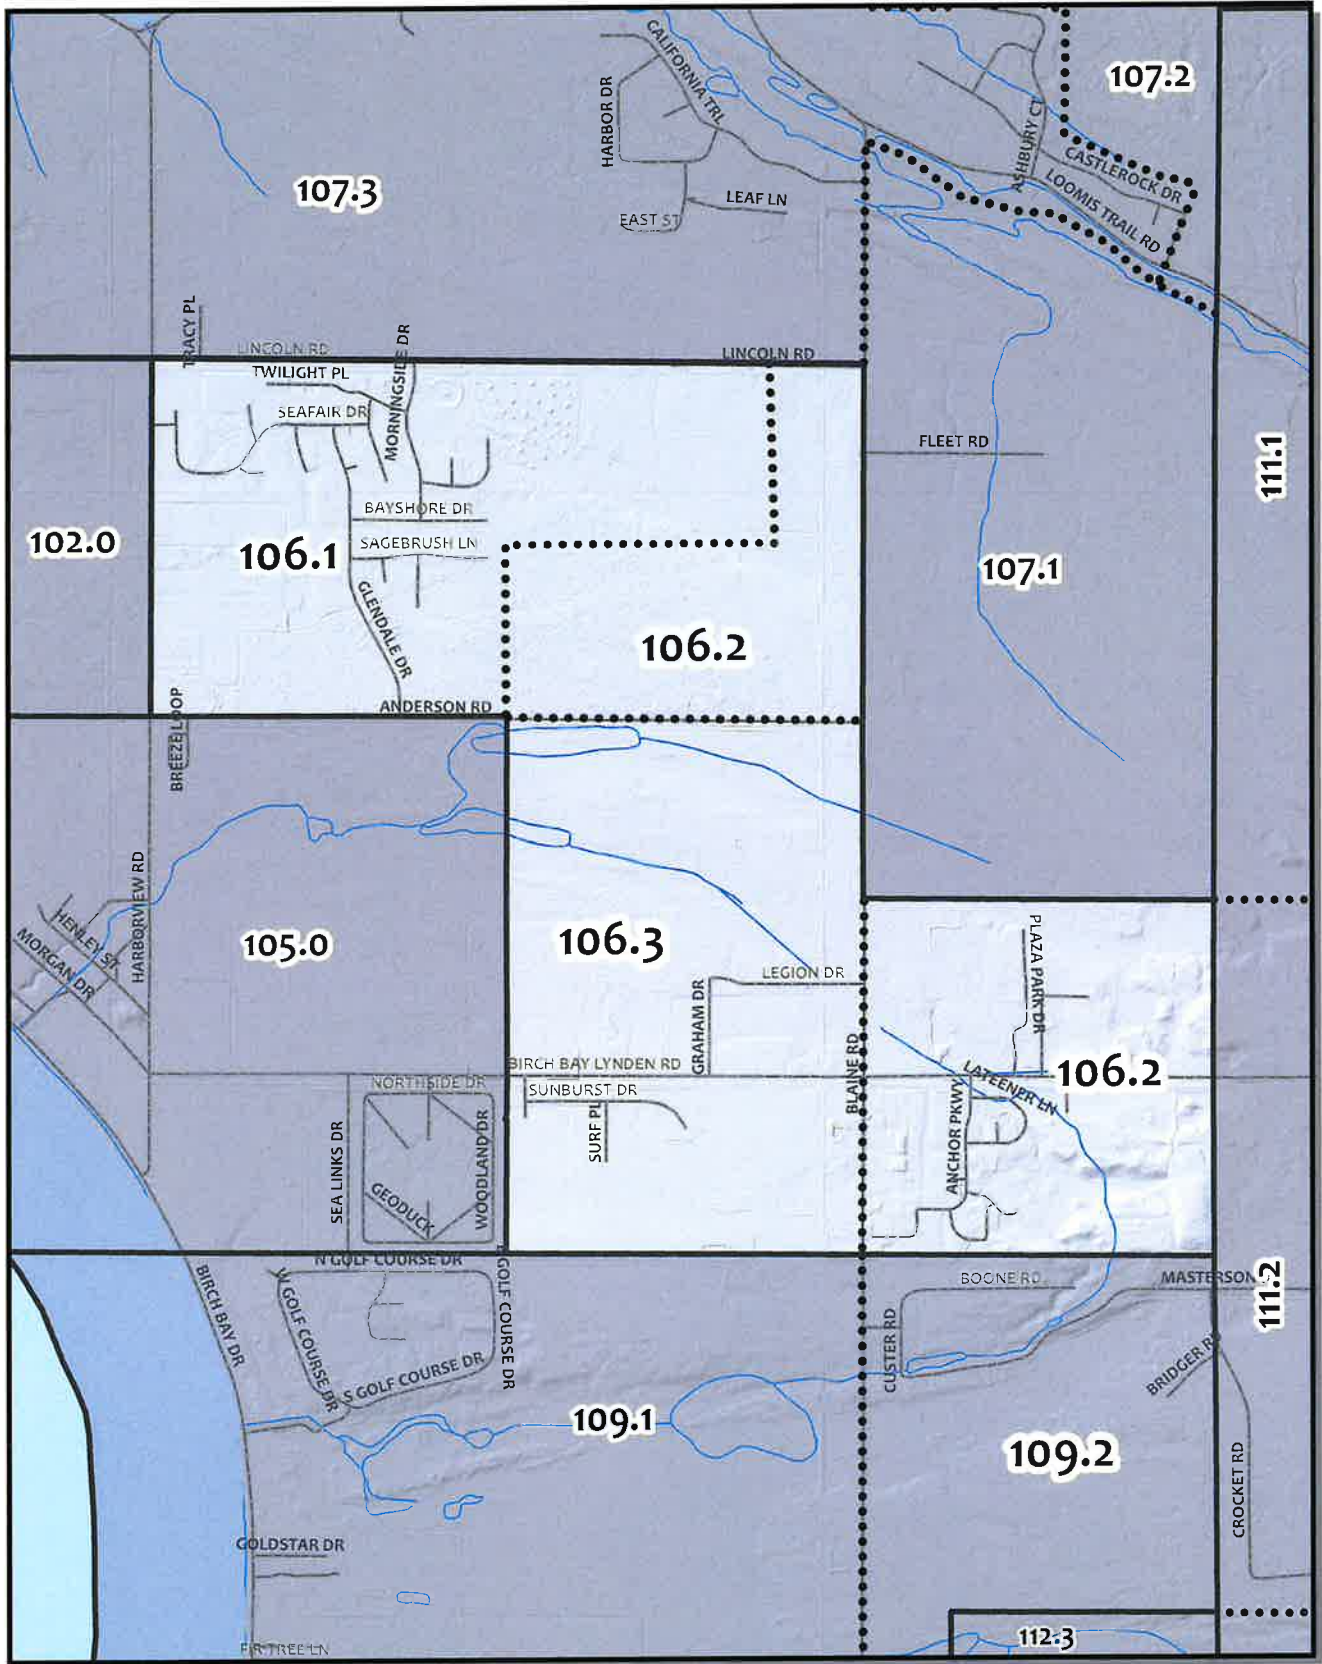 107.2
CALIFORNIA TRL
HARBOR DR
ASHBURY CT
CASTLEROCK DR
LOOMIS TRAIL RD
107.3
LEAF LN
EAST ST
TRACY PL
LINCOLN RD
MORNINGSIDE DR
LINCOLN RD
TWILIGHT PL
SEAFAIR DR
FLEET RD
111.1
BAYSHORE DR
102.0
106.1
SAGEBRUSH LN
107.1
GLENDALE DR
106.2
ANDERSON RD
BREEZE LOOP
HARBORVIEW RD
HENLEY ST
MORGAN DR
105.0
106.3
PLAZA PARK DR
LEGION DR
GRAHAM DR
BIRCH BAY LYNDEN RD
BLAINE RD
106.2
LATEENER LN
NORTHSIDE DR
SUNBURST DR
ANCHOR PKWY
SURF PL
SEA LINKS DR
WOODLAND DR
GEODUCK
N GOLF COURSE DR
BIRCH BAY DR
W GOLF COURSE DR
GOLF COURSE DR
S GOLF COURSE DR
BOONE RD
MASTERSON
111.2
CUSTER RD
BRIDGER RD
109.1
109.2
CROCKET RD
GOLDSTAR DR
112.3
FIR TREE LN